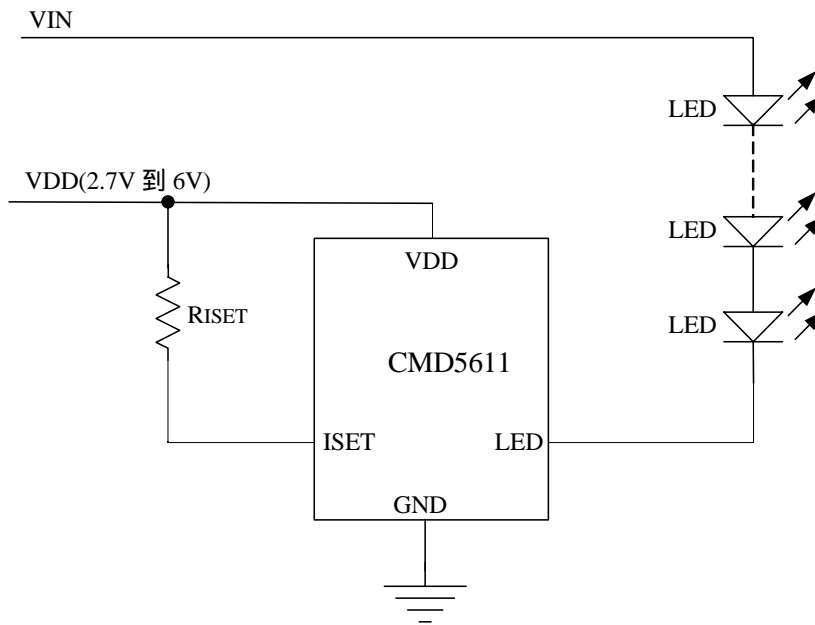 VIN
LED
VDD(2.7V 到 6V)
LED
VDD
RISET
LED
CMD5611
ISET
LED
GND